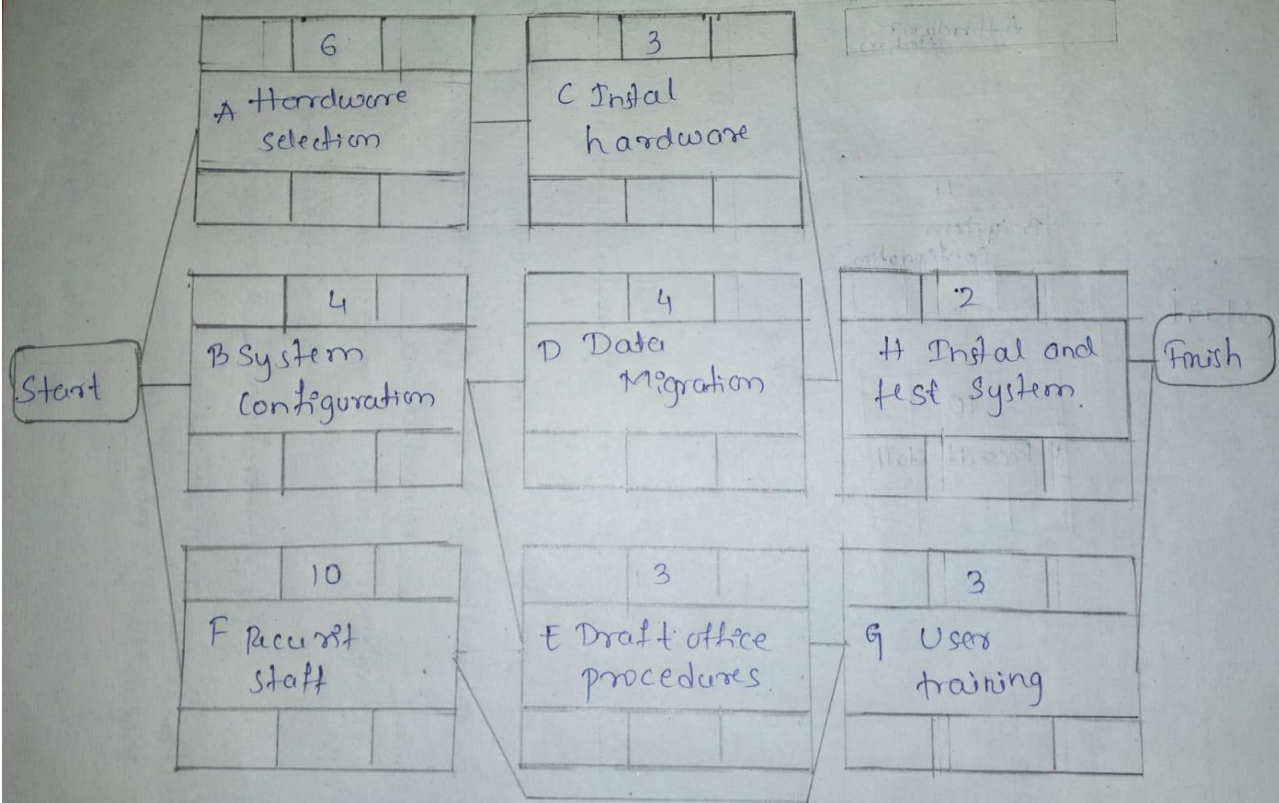 6
A Hardware
selection
3
C Instal
hardware
Start
4
B System
Configuration
4
D Data
Migration
2
H Instal and
test System.
Finish
10
F Recurit
staff
3
E Draft office
procedures.
3
G User
training